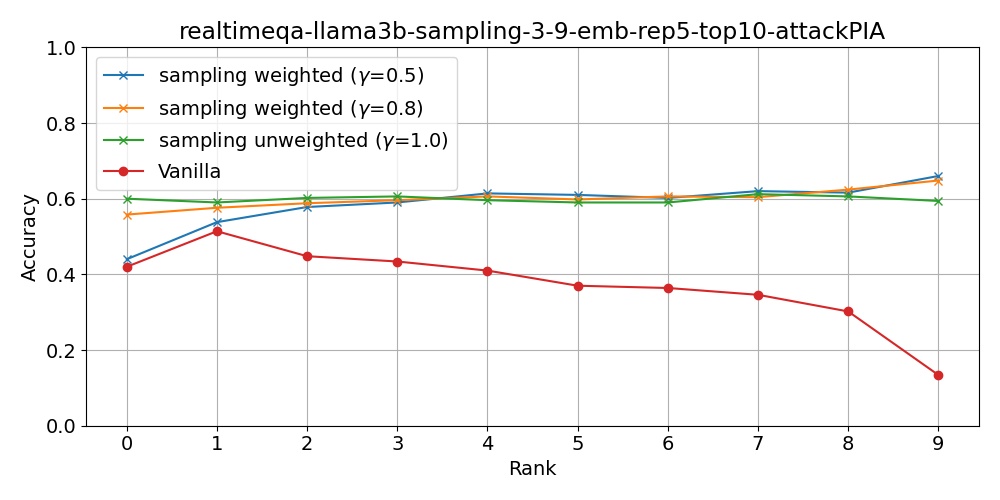 realtimeqa-llama3b-sampling-3-9-emb-rep5-top10-attackPIA
1.0
0.8
0.6
0.4
0.2
0.0
Accuracy
sampling weighted (γ=0.5)
sampling weighted (γ=0.8)
sampling unweighted (γ=1.0)
Vanilla
0 1 2 3 4 5 6 7 8 9
Rank